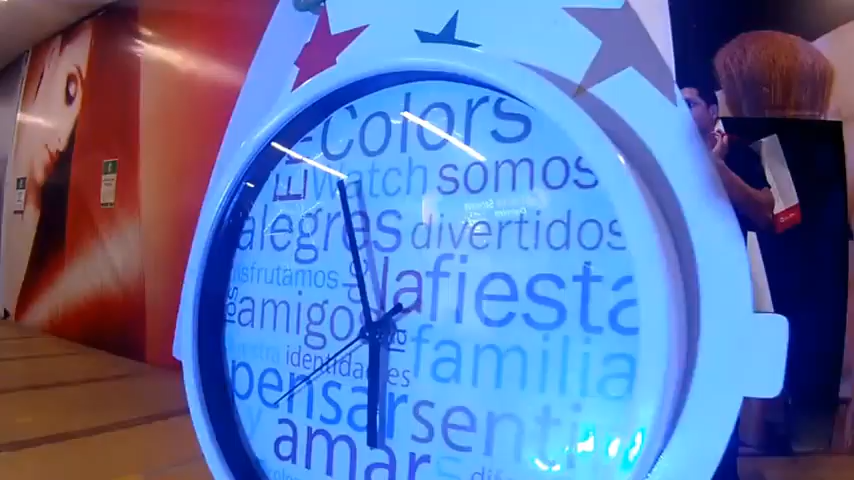 Colors
watch somos
alegres divertidos
disfrutamos
la fiesta
amigos
familia
identidades
pensar sentir
amar